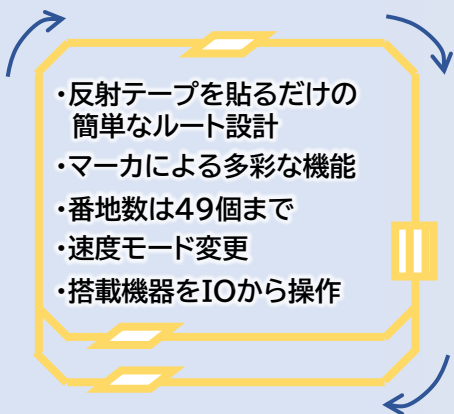 ・反射テープを貼るだけの
簡単なルート設計
・マーカによる多彩な機能
・番地数は49個まで
・速度モード変更
・搭載機器をIOから操作